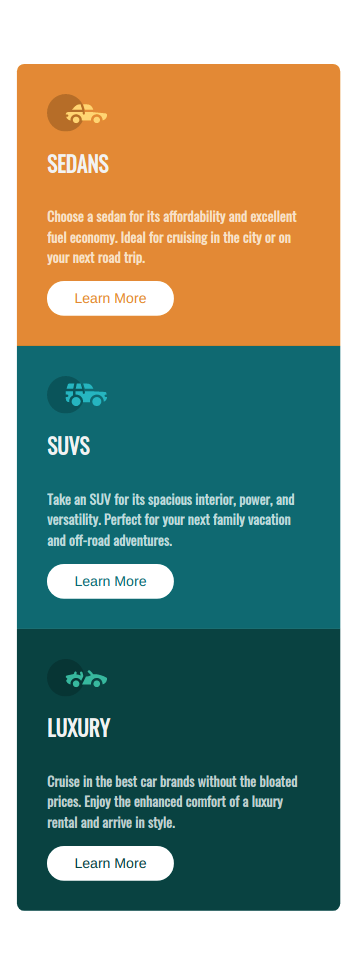 SEDANS
Choose a sedan for its affordability and excellent
fuel economy. Ideal for cruising in the city or on
your next road trip.
Learn More
SUVS
Take an SUV for its spacious interior, power, and
versatility. Perfect for your next family vacation
and off-road adventures.
Learn More
LUXURY
Cruise in the best car brands without the bloated
prices. Enjoy the enhanced comfort of a luxury
rental and arrive in style.
Learn More